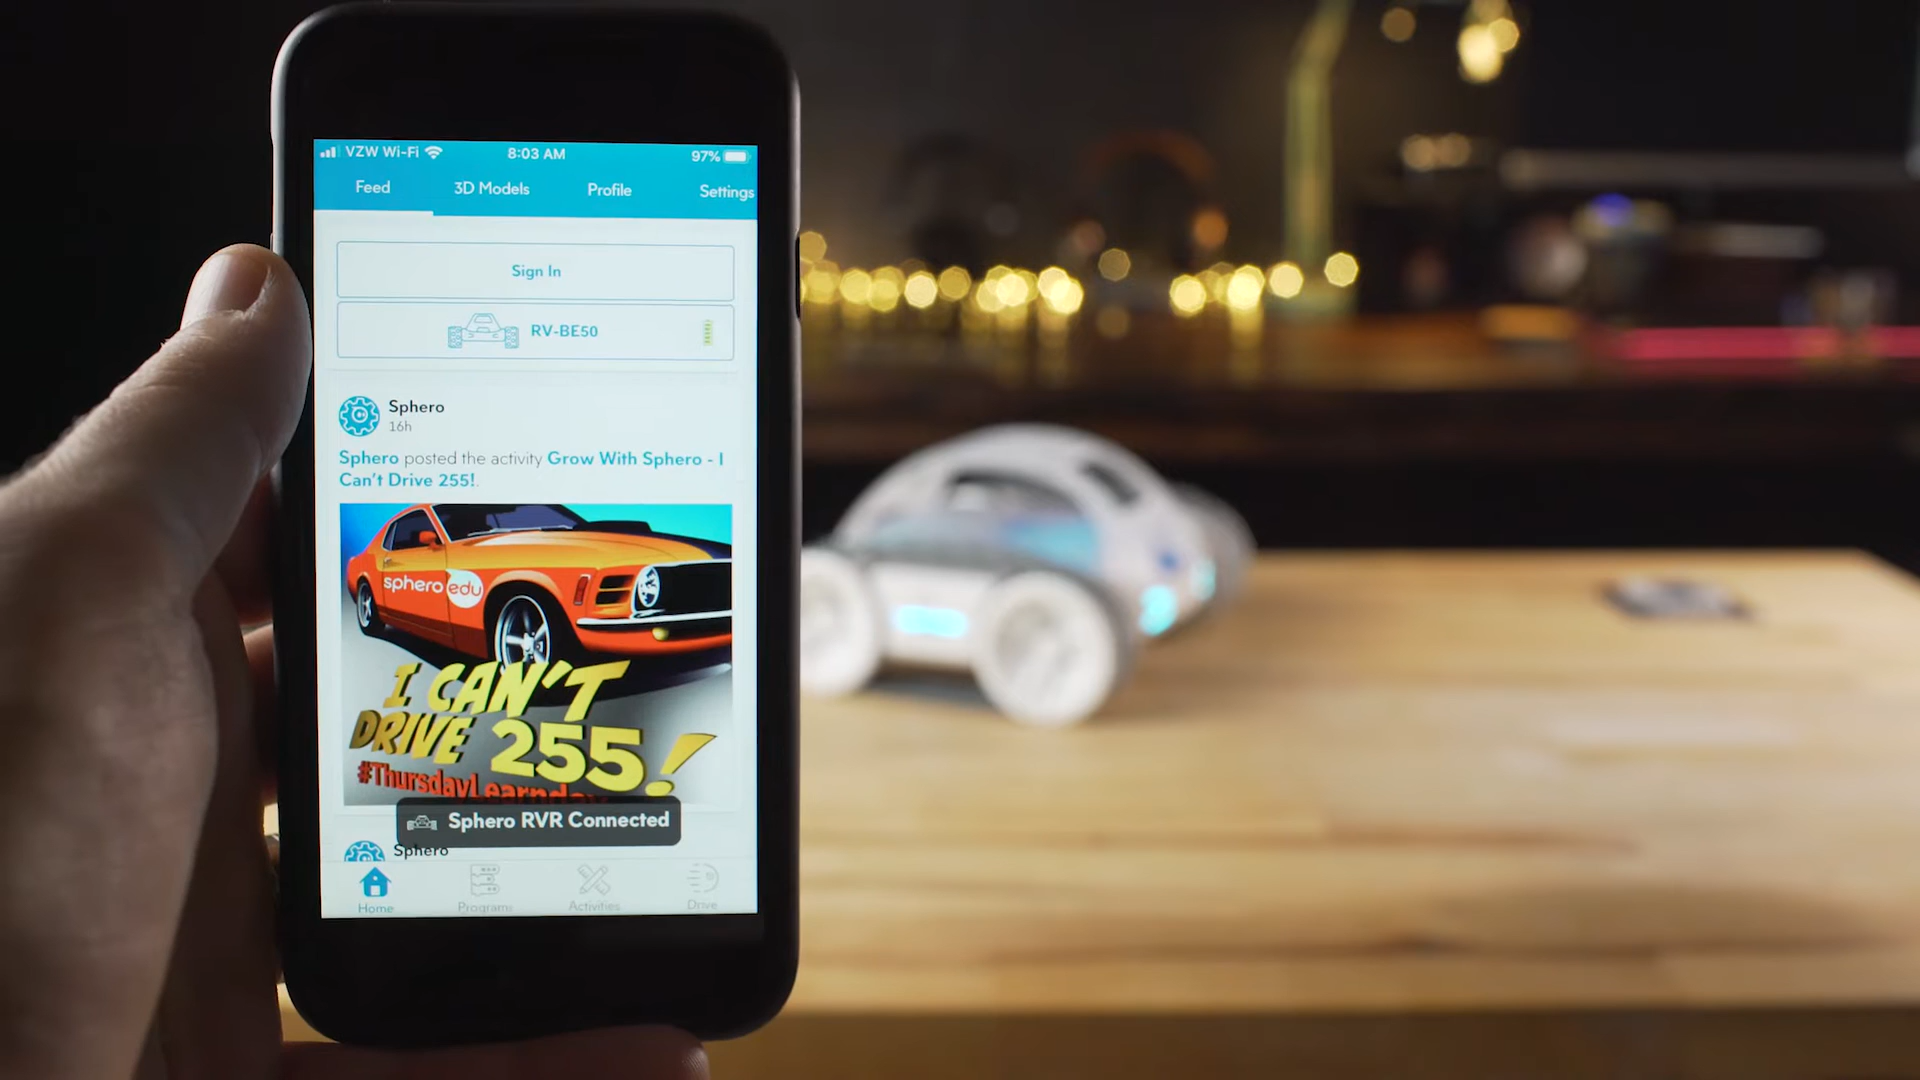 VZW Wi-Fi 8:03 AM 97%
Feed 3D Models Profile Settings
Sign In
RV-BE50
Sphero
16h
Sphero posted the activity Grow With Sphero - I
Can't Drive 255!.
sphero edu
I CAN'T
DRIVE 255!
#ThursdayLearnday
Sphero RVR Connected
Sphero
Home Programs Activities Drive